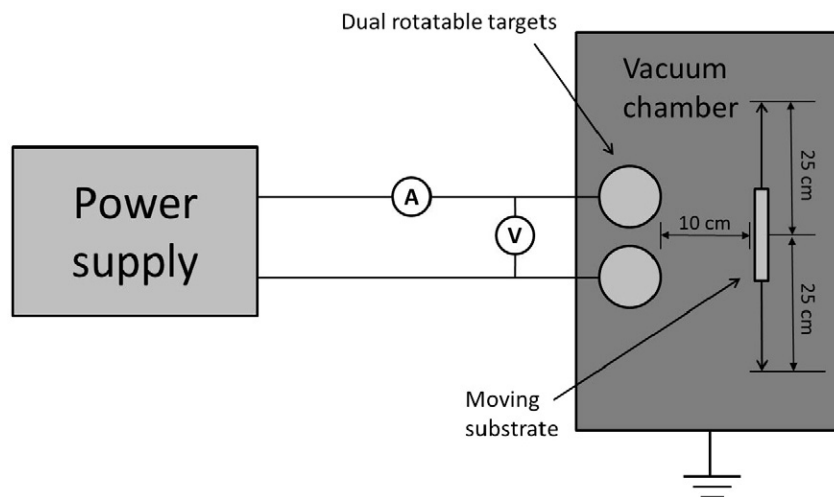 Dual rotatable targets
Vacuum
chamber
Power
supply
A
V
10 cm
25 cm
25 cm
Moving
substrate